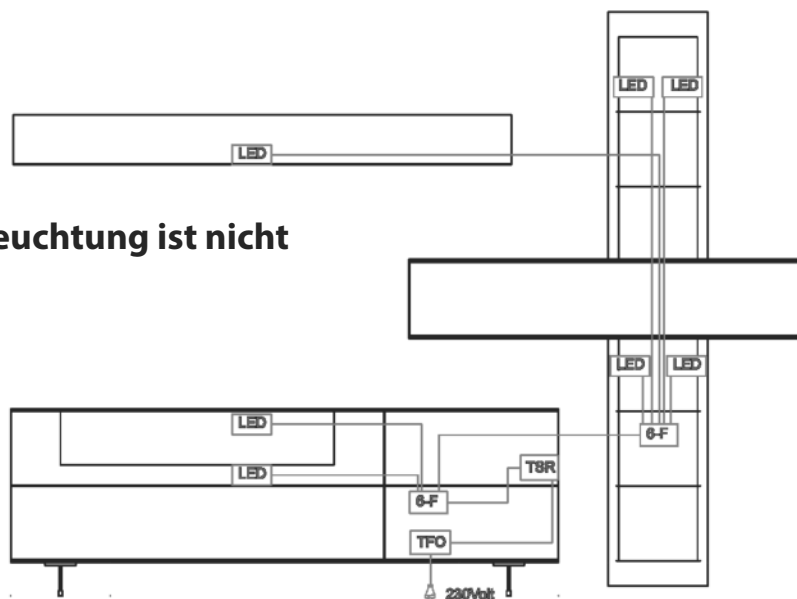 LED LED
LED
euchtung ist nicht
LED LED
LED
6-F
LED
TSR
6-F
TFO
230Volt